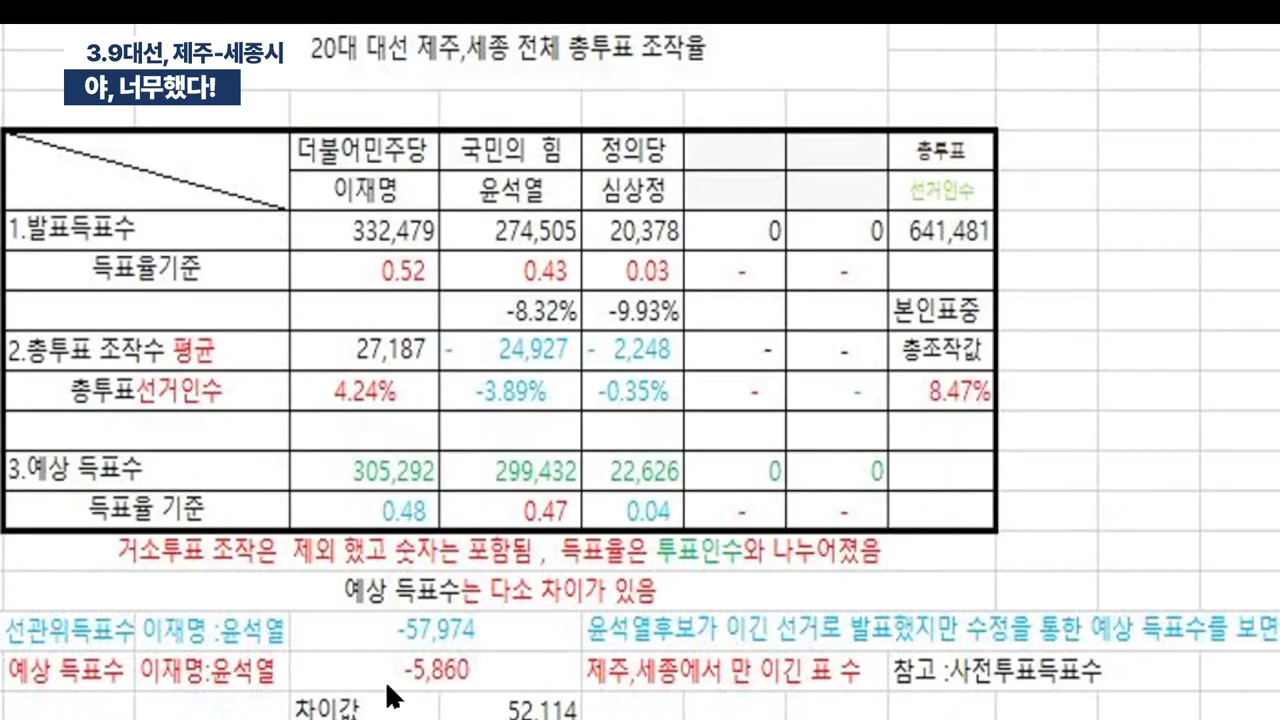 3.9대선, 제주-세종시
야, 너무했다!
20대 대선 제주,세종 전체 총투표 조작율
더불어민주당 국민의 힘 정의당 총투표
이재명 윤석열 심상정 선거인수
1.발표득표수 332,479 274,505 20,378 0 0 641,481
득표율기준 0.52 0.43 0.03 - -
-8.32% -9.93% 본인표중
2.총투표 조작수 평균 27,187 - 24,927 - 2,248 - - 총조작값
총투표선거인수 4.24% -3.89% -0.35% - - 8.47%
3.예상 득표수 305,292 299,432 22,626 0 0
득표율 기준 0.48 0.47 0.04 - -
거소투표 조작은 제외 했고 숫자는 포함됨 , 득표율은 투표인수와 나누어졌음
예상 득표수는 다소 차이가 있음
선관위득표수 이재명 :윤석열 -57,974 윤석열후보가 이긴 선거로 발표했지만 수정을 통한 예상 득표수를 보면
예상 득표수 이재명:윤석열 -5,860 제주,세종에서 만 이긴 표 수 참고 :사전투표득표수
차이값 52,114